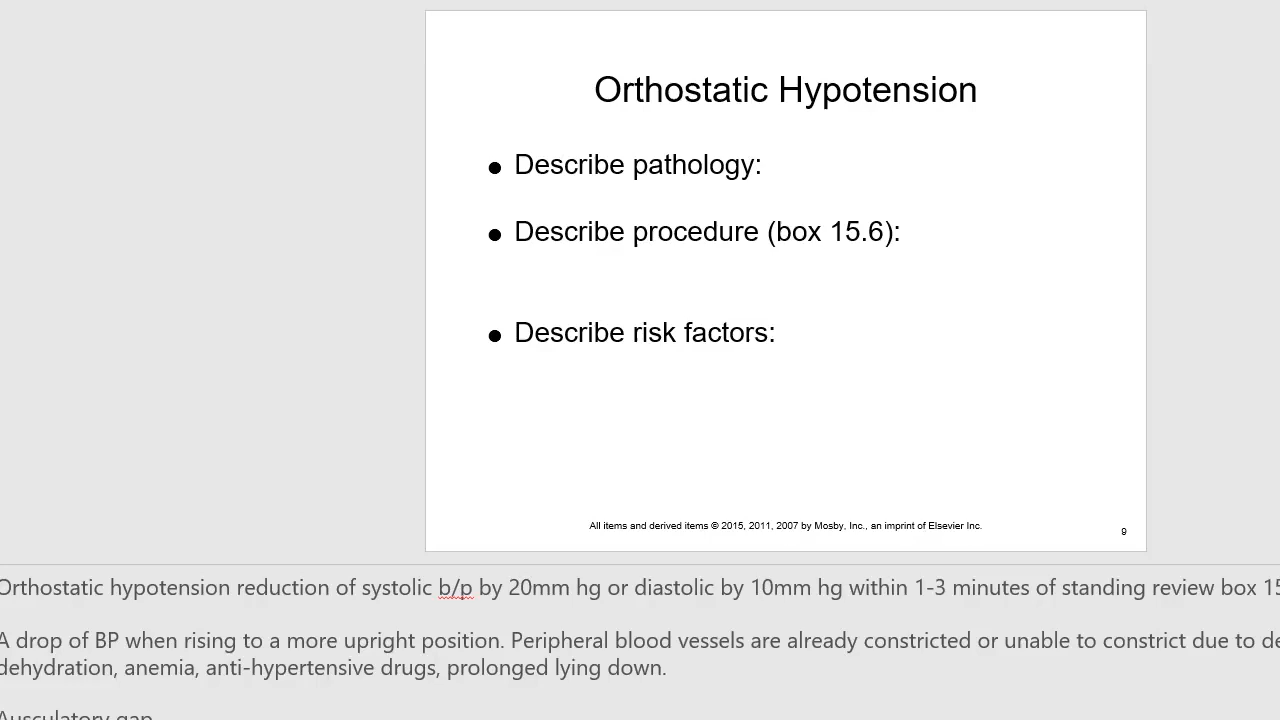 Orthostatic Hypotension
● Describe pathology:
● Describe procedure (box 15.6):
● Describe risk factors:
All items and derived items © 2015, 2011, 2007 by Mosby, Inc., an imprint of Elsevier Inc.
9
Orthostatic hypotension reduction of systolic b/p by 20mm hg or diastolic by 10mm hg within 1-3 minutes of standing review box 15
A drop of BP when rising to a more upright position. Peripheral blood vessels are already constricted or unable to constrict due to de
dehydration, anemia, anti-hypertensive drugs, prolonged lying down.
Ausculatory gap